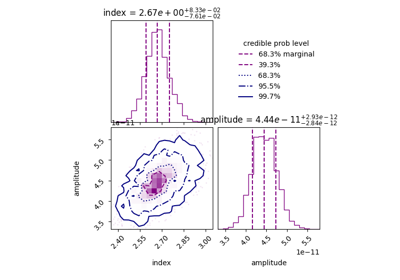 index = 2.67e+00+8.33e−02 −7.61e−02
credible prob level
68.3% marginal
39.3%
68.3%
95.5%
99.7%
1e−11
amplitude = 4.44e−11+2.93e−12 −2.84e−12
amplitude
5.5
5.0
4.5
4.0
3.5
2.40 2.55 2.70 2.85 3.00
3.5 4.0 4.5 5.0 5.5
1e−11
index
amplitude